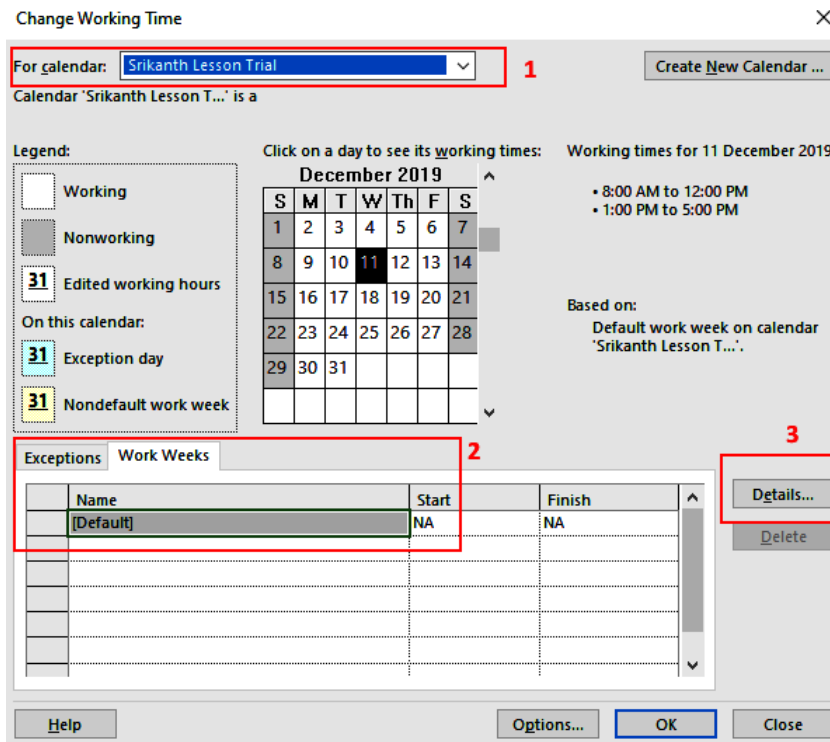 Change Working Time
For calendar: Srikanth Lesson Trial 1 Create New Calendar ...
Calendar 'Srikanth Lesson T...' is a
Legend: Click on a day to see its working times: Working times for 11 December 2019
Working
Nonworking
31 Edited working hours
On this calendar:
31 Exception day
31 Nondefault work week
December 2019
S M T W Th F S
1 2 3 4 5 6 7
8 9 10 11 12 13 14
15 16 17 18 19 20 21
22 23 24 25 26 27 28
29 30 31
• 8:00 AM to 12:00 PM
• 1:00 PM to 5:00 PM
Based on:
Default work week on calendar
'Srikanth Lesson T...'.
Exceptions Work Weeks 2
3
Name Start Finish
[Default] NA NA
Details...
Delete
Help Options... OK Close